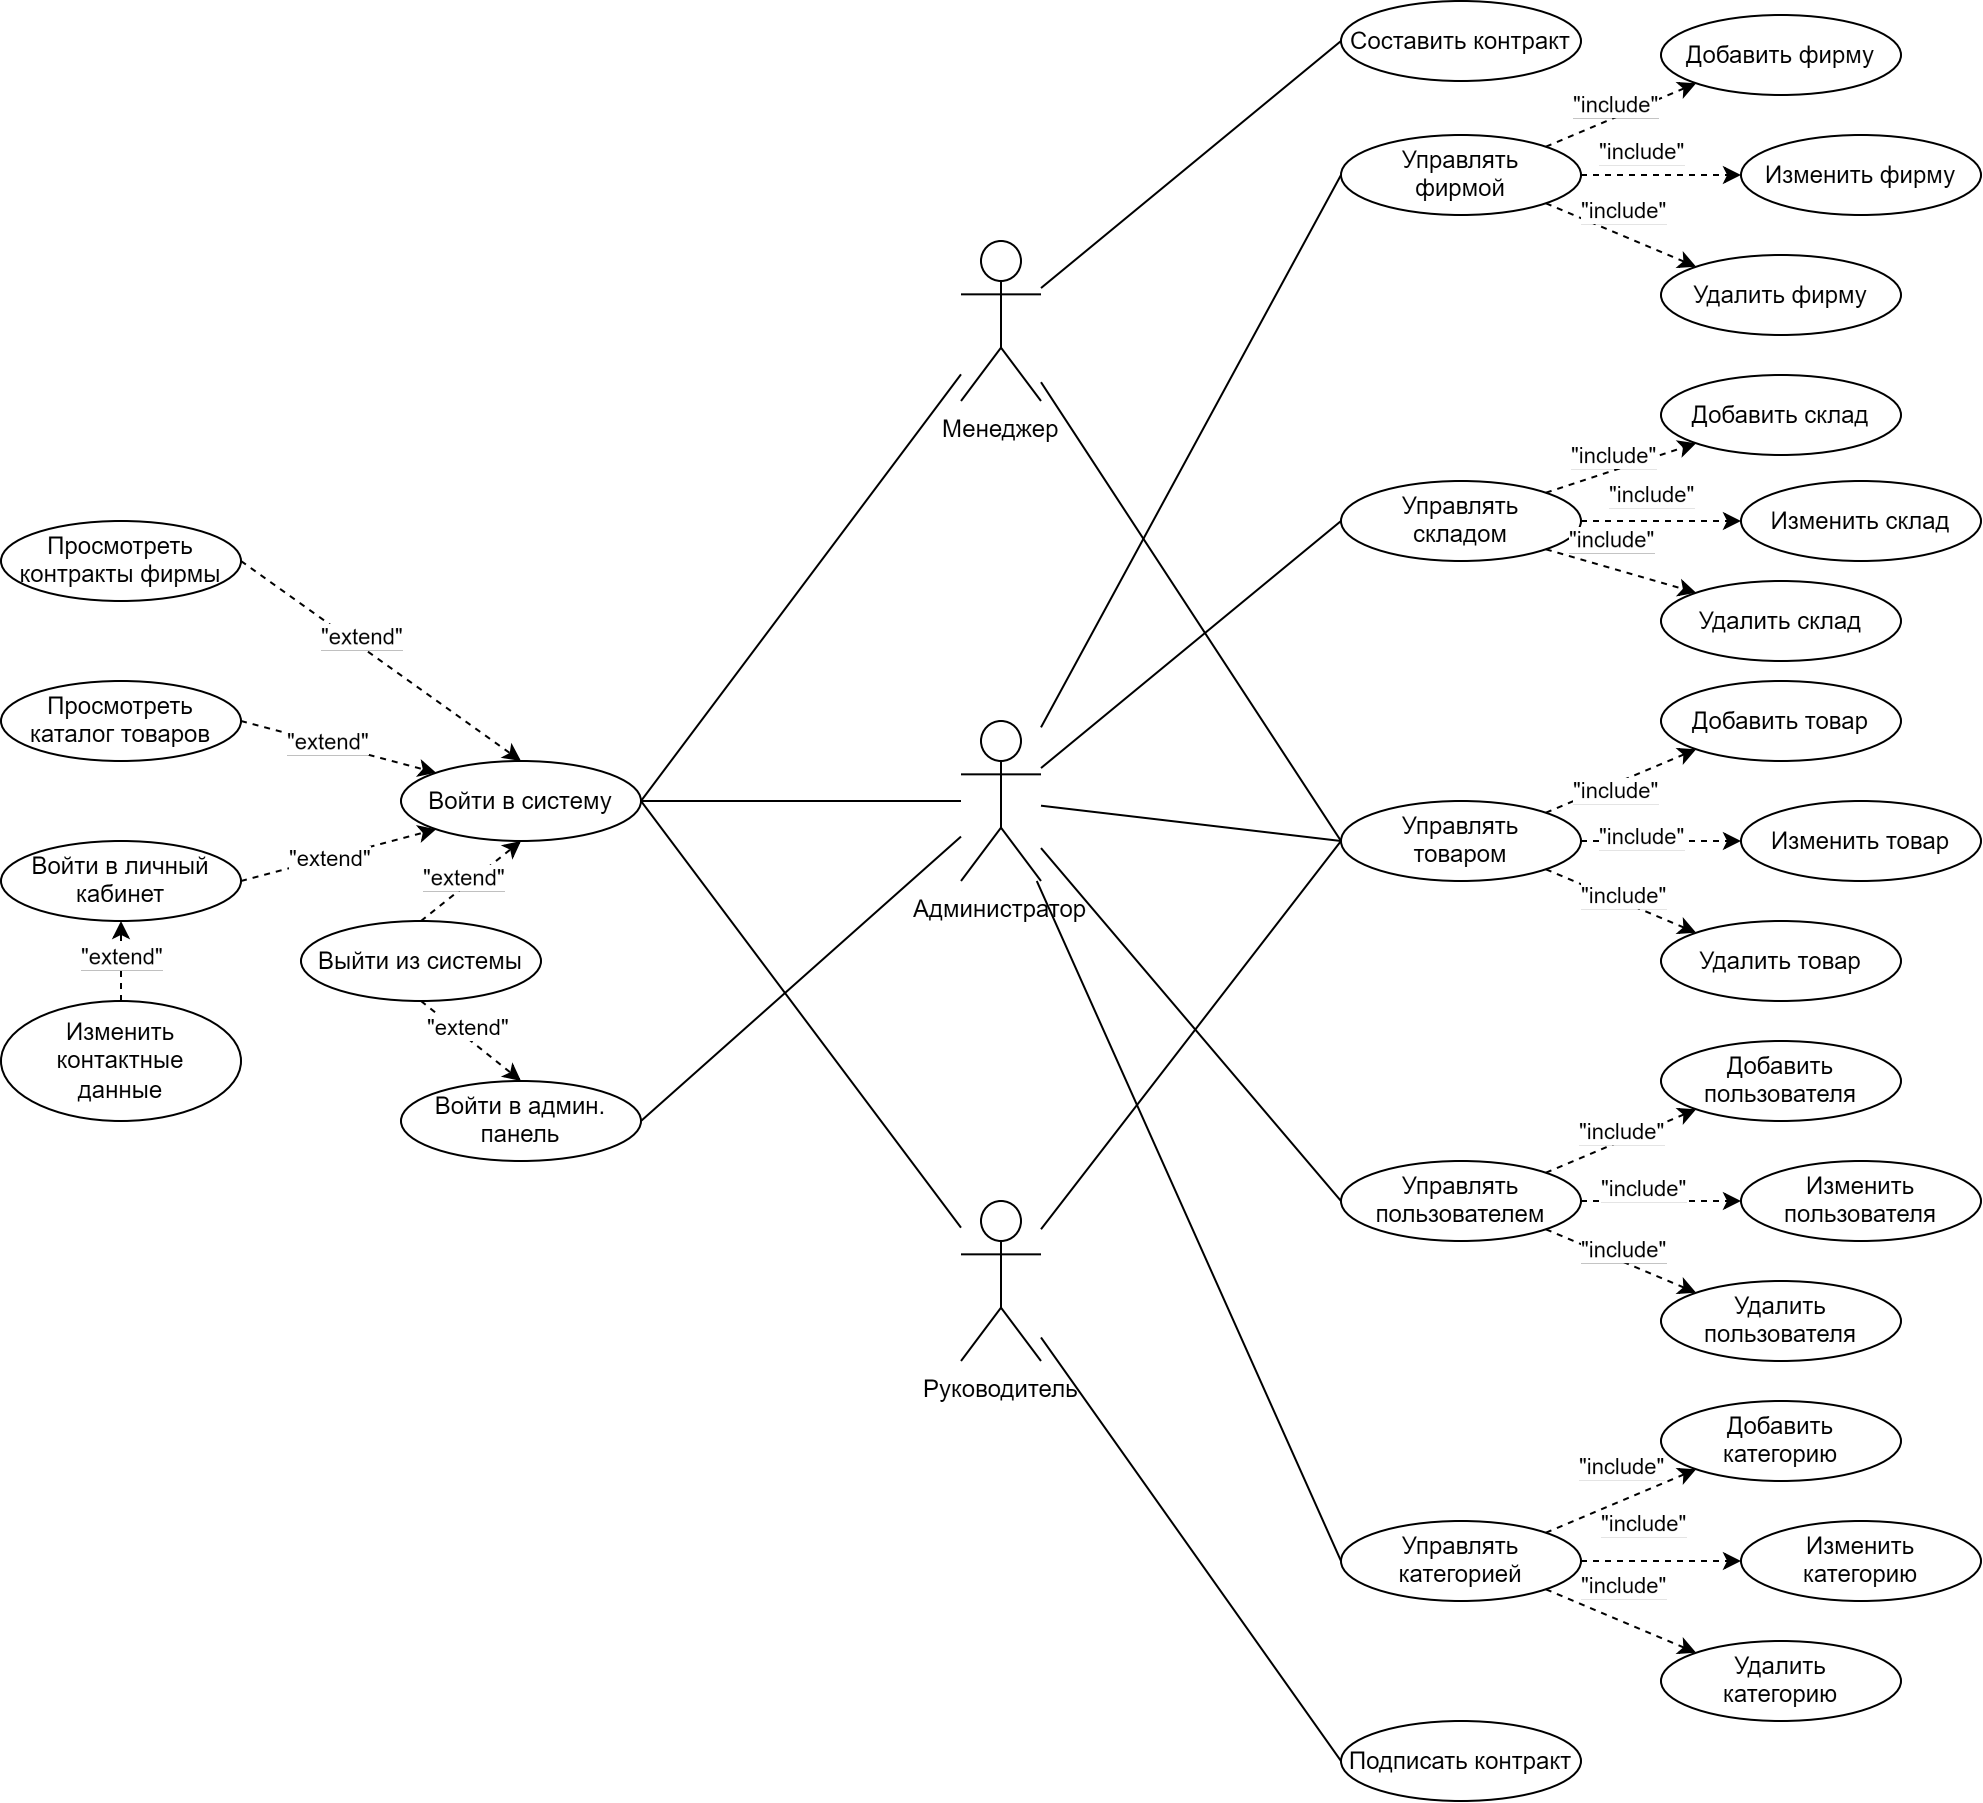 Составить контракт
Добавить фирму
"include"
Управлять
фирмой
"include"
Изменить фирму
"include"
Удалить фирму
Менеджер
Добавить склад
"include"
Управлять
складом
"include"
Изменить склад
"include"
Удалить склад
Просмотреть
контракты фирмы
"extend"
Просмотреть
каталог товаров
"extend"
Войти в систему
Войти в личный
кабинет
"extend"
"extend"
Выйти из системы
"extend"
Изменить
контактные
данные
"extend"
Войти в админ.
панель
Администратор
Добавить товар
"include"
Управлять
товаром
"include"
Изменить товар
"include"
Удалить товар
Добавить
пользователя
"include"
Управлять
пользователем
"include"
Изменить
пользователя
"include"
Удалить
пользователя
Руководитель
Добавить
категорию
"include"
Управлять
категорией
"include"
Изменить
категорию
"include"
Удалить
категорию
Подписать контракт